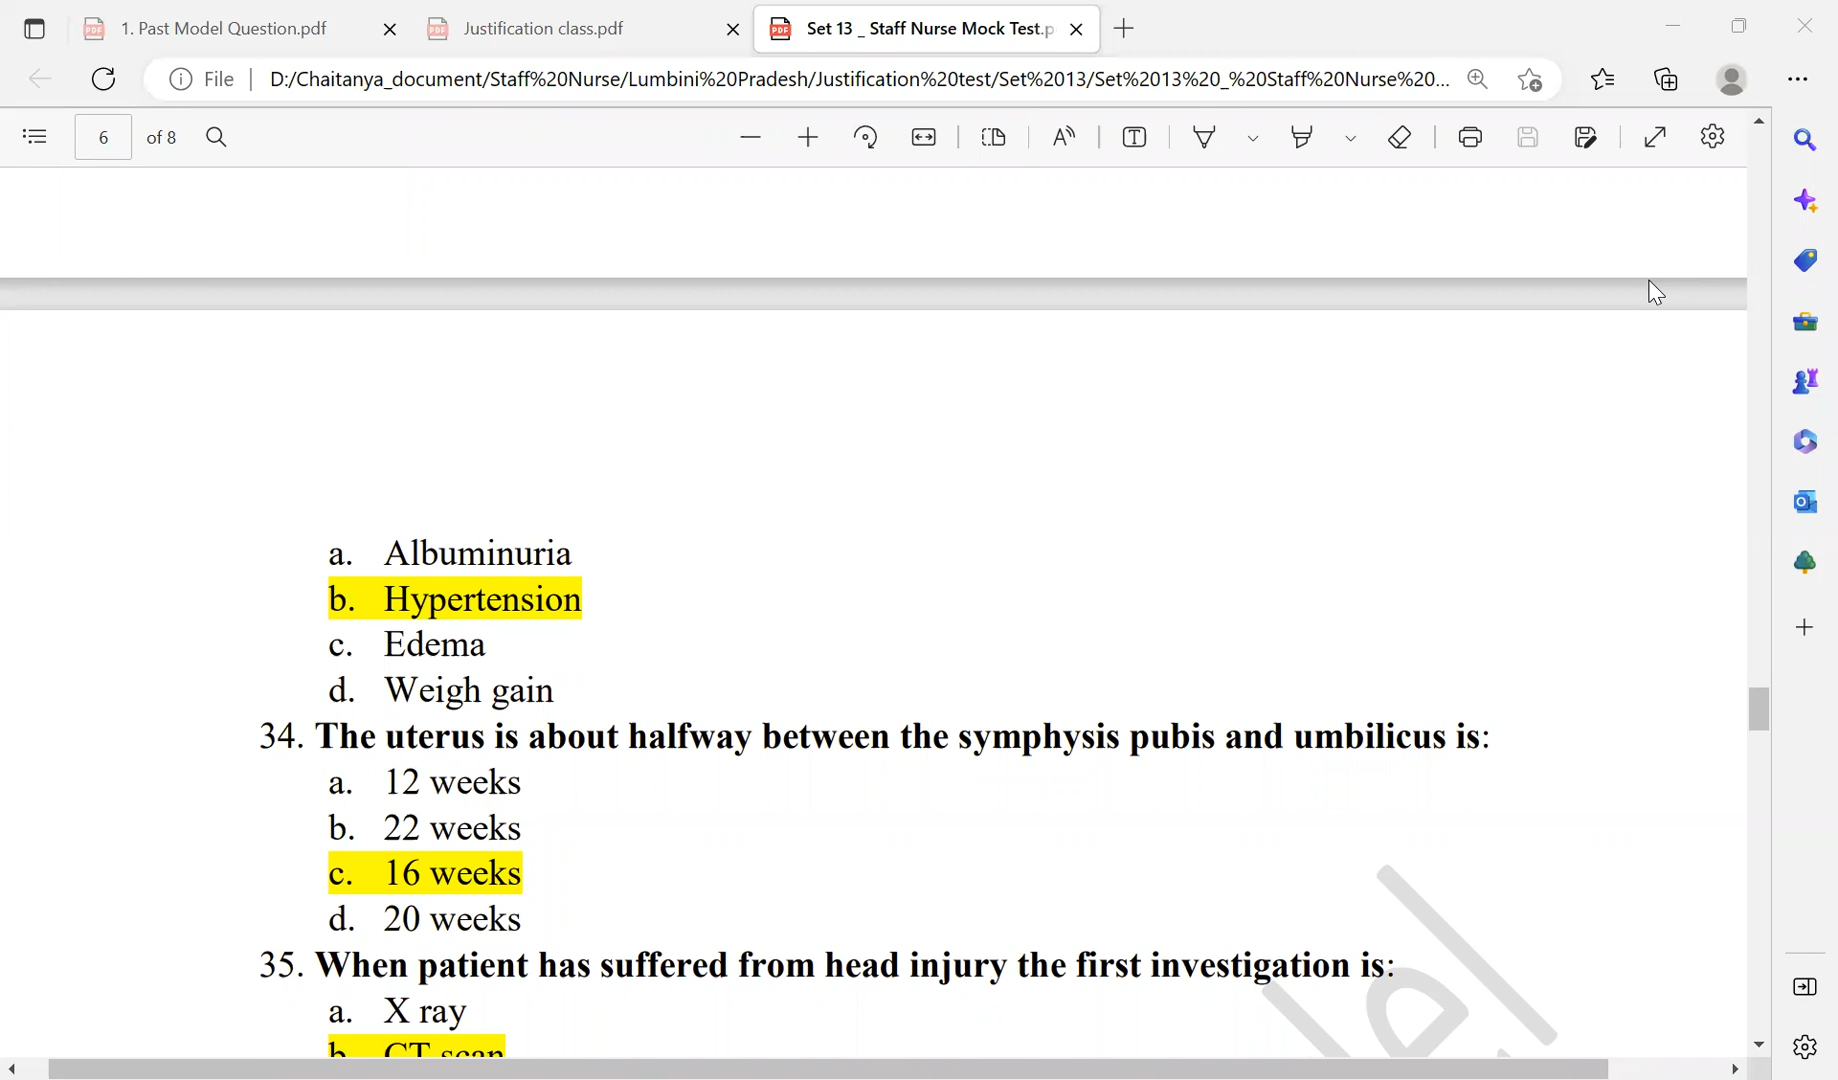 1. Past Model Question.pdf
Justification class.pdf
Set 13 _ Staff Nurse Mock Test.p
File
D:/Chaitanya_document/Staff%20Nurse/Lumbini%20Pradesh/Justification%20test/Set%2013/Set%2013%20_%20Staff%20Nurse%20...
6 of 8
a. Albuminuria
b. Hypertension
c. Edema
d. Weigh gain
34. The uterus is about halfway between the symphysis pubis and umbilicus is:
a. 12 weeks
b. 22 weeks
c. 16 weeks
d. 20 weeks
35. When patient has suffered from head injury the first investigation is:
a. X ray
b. CT scan